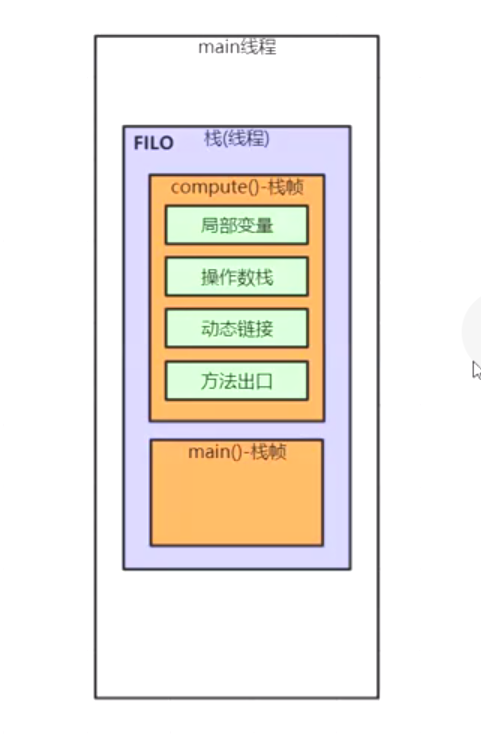 main线程
FILO 栈(线程)
compute()-栈帧
局部变量
操作数栈
动态链接
方法出口
main()-栈帧